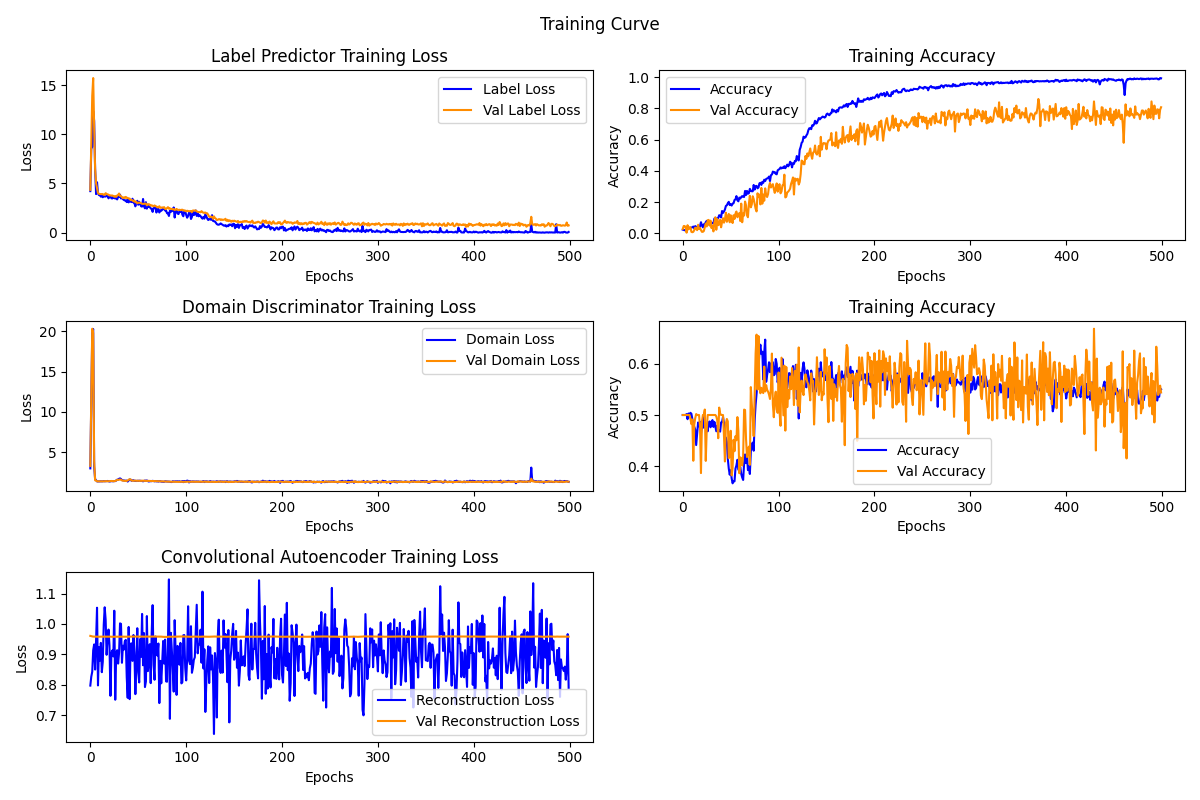 Training Curve
Label Predictor Training Loss
Loss
15
10
5
0
Label Loss
Val Label Loss
0 100 200 300 400 500
Epochs
Training Accuracy
Accuracy
1.0
0.8
0.6
0.4
0.2
0.0
Accuracy
Val Accuracy
0 100 200 300 400 500
Epochs
Domain Discriminator Training Loss
Loss
20
15
10
5
Domain Loss
Val Domain Loss
0 100 200 300 400 500
Epochs
Training Accuracy
Accuracy
0.6
0.5
0.4
Accuracy
Val Accuracy
0 100 200 300 400 500
Epochs
Convolutional Autoencoder Training Loss
Loss
1.1
1.0
0.9
0.8
0.7
Reconstruction Loss
Val Reconstruction Loss
0 100 200 300 400 500
Epochs